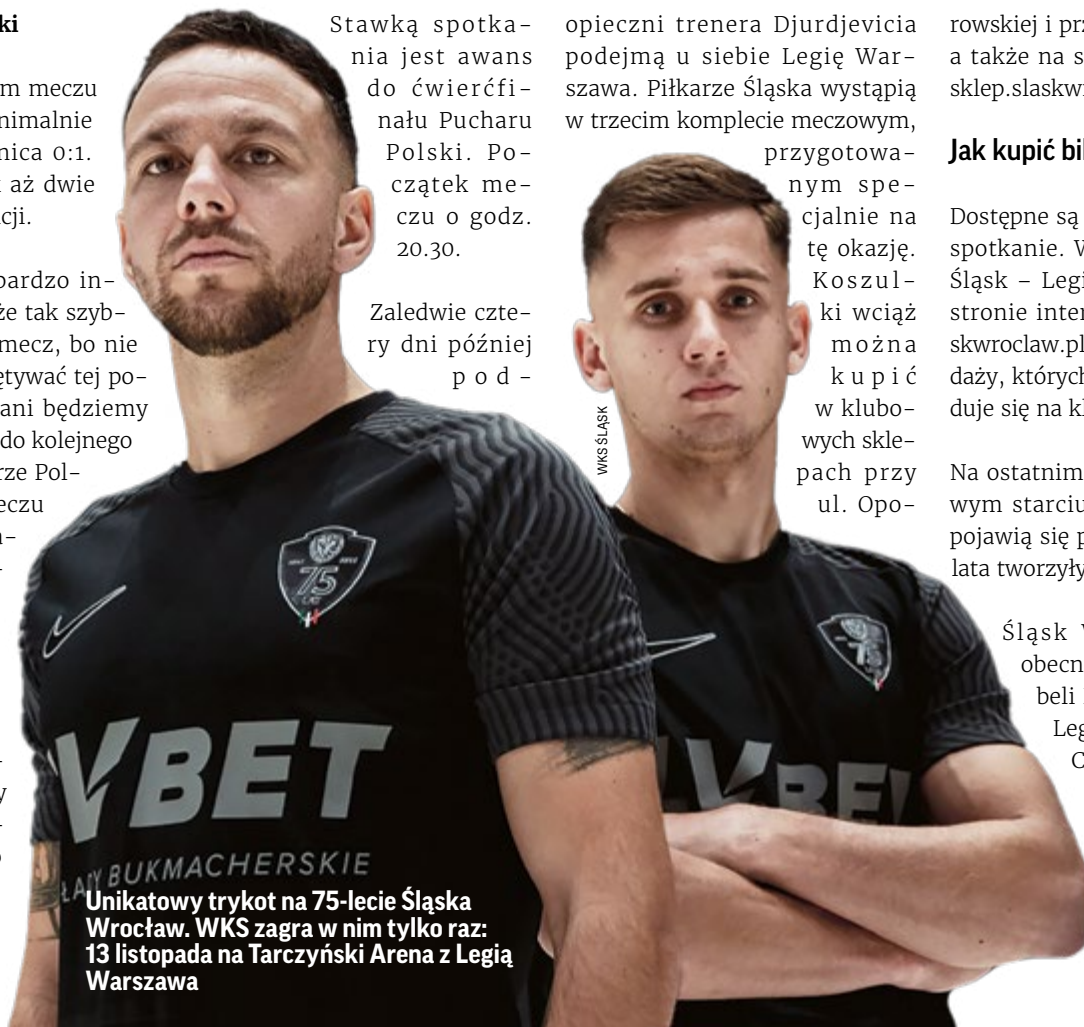 ki
m meczu
nimalnie
nica 0:1.
aż dwie
cji.
bardzo in-
że tak szyb-
mecz, bo nie
ętywać tej po-
ani będziemy
do kolejnego
rze Pol-
eczu
Stawką spotka-
nia jest awans
do ćwierćfi-
nału Pucharu
Polski. Po-
czątek me-
czu o godz.
20.30.
Zaledwie czte-
ry dni później
pod-
opieczni trenera Djurdjevicia
podejmą u siebie Legię War-
szawa. Piłkarze Śląska wystąpią
w trzecim komplecie meczowym,
przygotowa-
nym spe-
cjalnie na
tę okazję.
Koszul-
ki wciąż
można
kupić
w klubo-
wych skle-
pach przy
ul. Opo-
rowskiej i prz
a także na s
sklep.slaskw
Jak kupić bil
Dostępne są
spotkanie. W
Śląsk – Legi
stronie inter
skwroclaw.pl
daży, których
duje się na kl
Na ostatnim
wym starciu
pojawią się p
lata tworzyły
Śląsk
obecn
beli
Leg
WKS ŚLĄSK
75
LVBET
ŁADY BUKMACHERSKIE
75
LVBET
Unikatowy trykot na 75-lecie Śląska
Wrocław. WKS zagra w nim tylko raz:
13 listopada na Tarczyński Arena z Legią
Warszawa